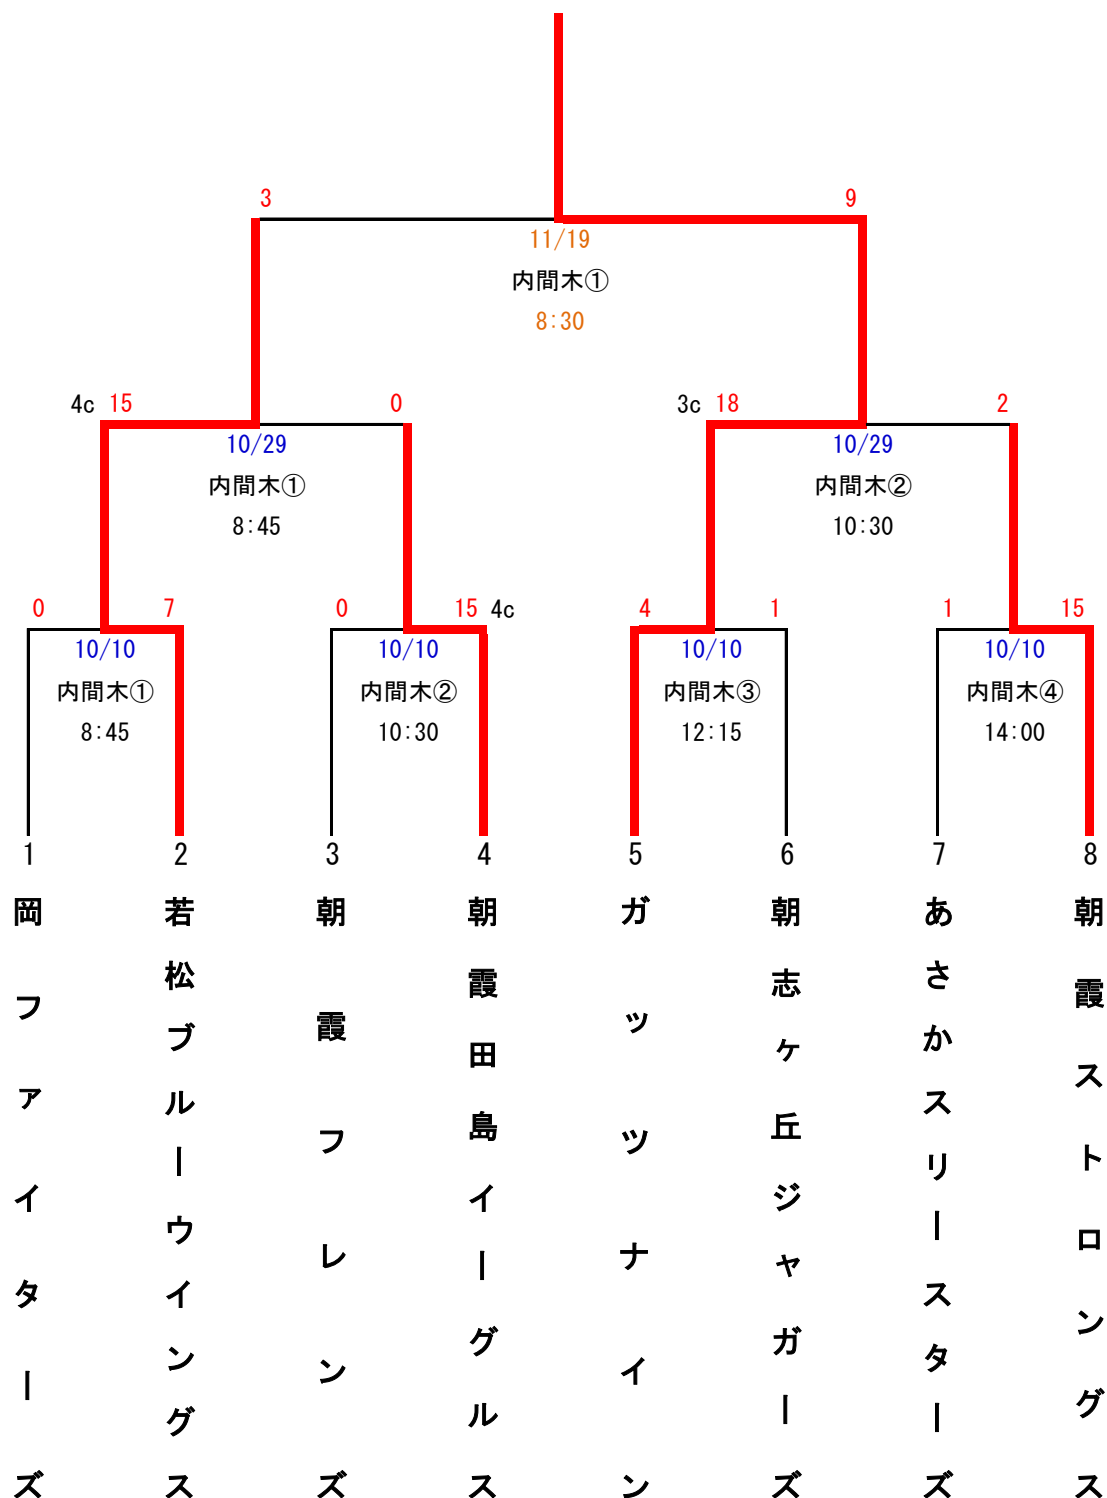 3 9
11/19
内間木①
8:30
4c 15 0 3c 18 2
10/29 10/29
内間木① 内間木②
8:45 10:30
0 7 0 15 4c 4 1 1 15
10/10 10/10 10/10 10/10
内間木① 内間木② 内間木③ 内間木④
8:45 10:30 12:15 14:00
1 2 3 4 5 6 7 8
岡ファイターズ
若松ブルーウイングス
朝霞フレンズ
朝霞田島イーグルス
ガッツナイン
朝志ヶ丘ジャガーズ
あさかスリースターズ
朝霞ストロングス